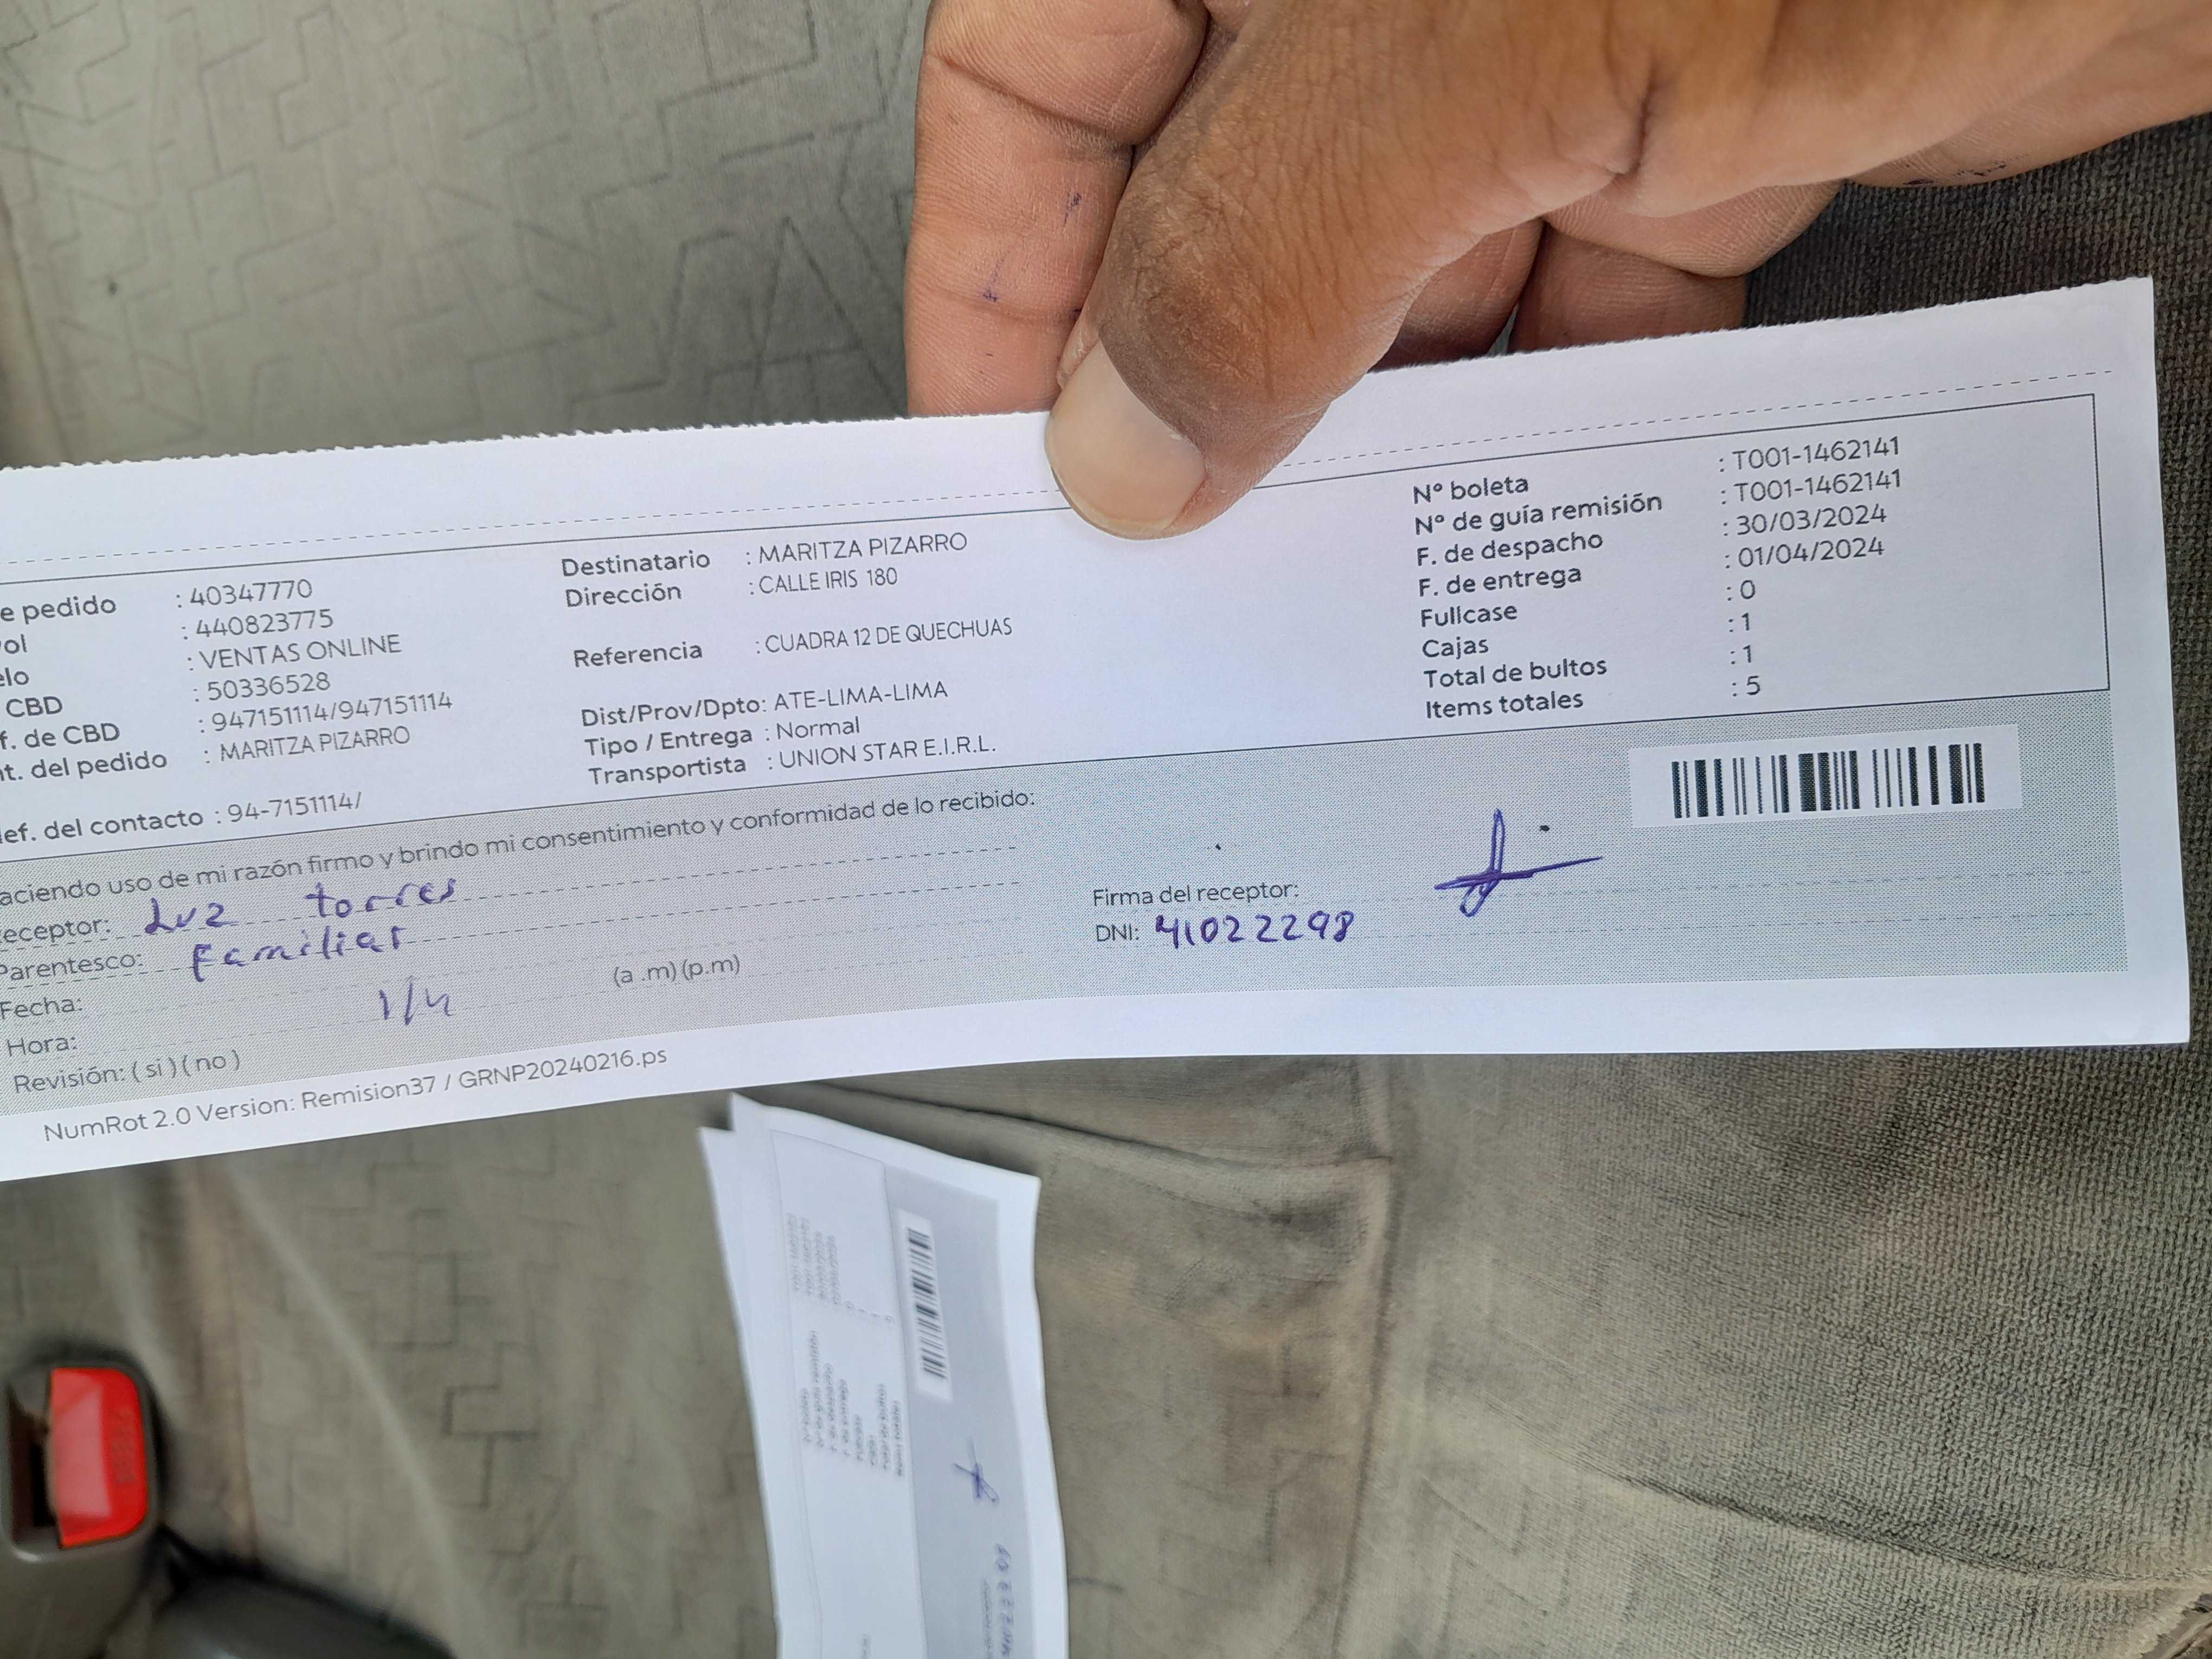 e pedido : 40347770
ol : 440823775
elo : VENTAS ONLINE
CBD : 50336528
f. de CBD : 947151114/947151114
nt. del pedido : MARITZA PIZARRO
ef. del contacto : 94-7151114/
Destinatario : MARITZA PIZARRO
Dirección : CALLE IRIS 180
Referencia : CUADRA 12 DE QUECHUAS
Dist/Prov/Dpto: ATE-LIMA-LIMA
Tipo / Entrega : Normal
Transportista : UNION STAR E.I.R.L.
Nº boleta : T001-1462141
Nº de guía remisión : T001-1462141
F. de despacho : 30/03/2024
F. de entrega : 01/04/2024
Fullcase : 0
Cajas : 1
Total de bultos : 1
Items totales : 5
aciendo uso de mi razón firmo y brindo mi consentimiento y conformidad de lo recibido:
eceptor: Luz torres
Parentesco: Familiar
Fecha:
1/4
Hora: (a .m) (p.m)
Revisión: ( si ) ( no )
Firma del receptor:
DNI: 41022298
NumRot 2.0 Version: Remision37 / GRNP20240216.ps